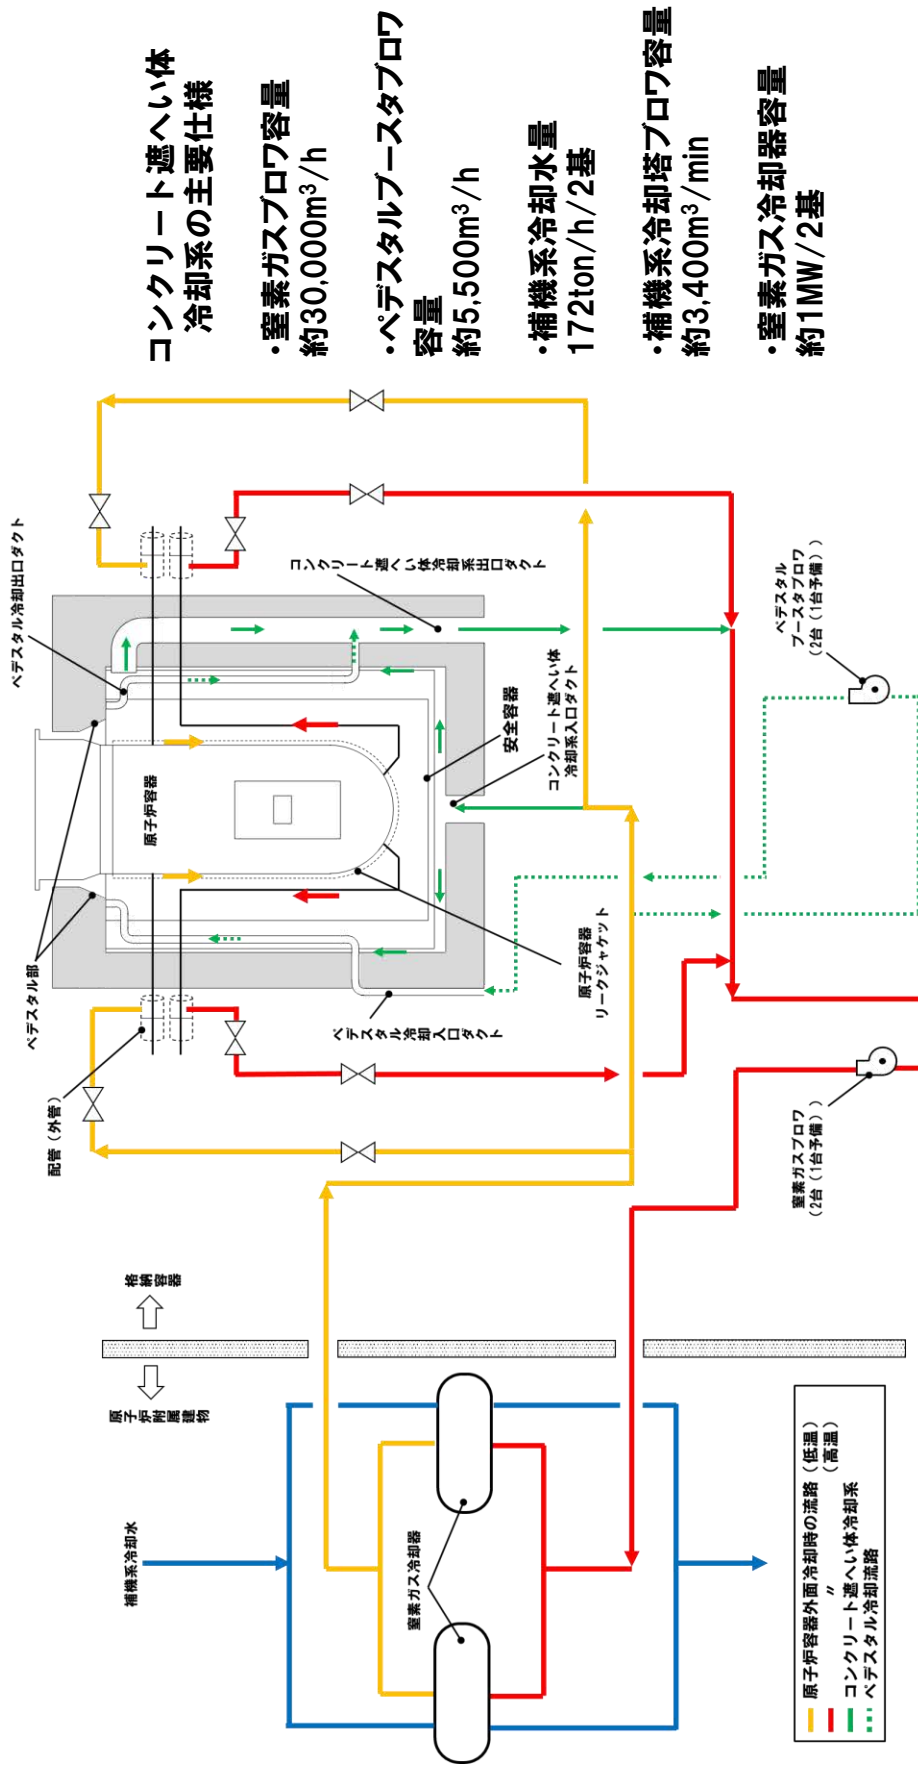 コンクリート遮へい体
冷却系の主要仕様
・窒素ガスブロワ容量
約30,000m³/h
・ペデスタルブースタブロワ
容量
約5,500m³/h
・補機系冷却水量
172ton/h/2基
・補機系冷却塔ブロワ容量
約3,400m³/min
・窒素ガス冷却器容量
約1MW/2基
補機系冷却水
原子炉附属建物
格納容器
窒素ガス冷却器
配管（外管）
ペデスタル部
ペデスタル冷却出口ダクト
原子炉容器
コンクリート遮へい体冷却系出口ダクト
安全容器
コンクリート遮へい体
冷却系入口ダクト
原子炉容器
リークジャケット
ペデスタル冷却入口ダクト
窒素ガスブロワ
（2台（1台予備））
ペデスタル
ブースタブロワ
（2台（1台予備））
原子炉容器外面冷却時の流路（低温）
〃（高温）
コンクリート遮へい体冷却系
ペデスタル冷却流路